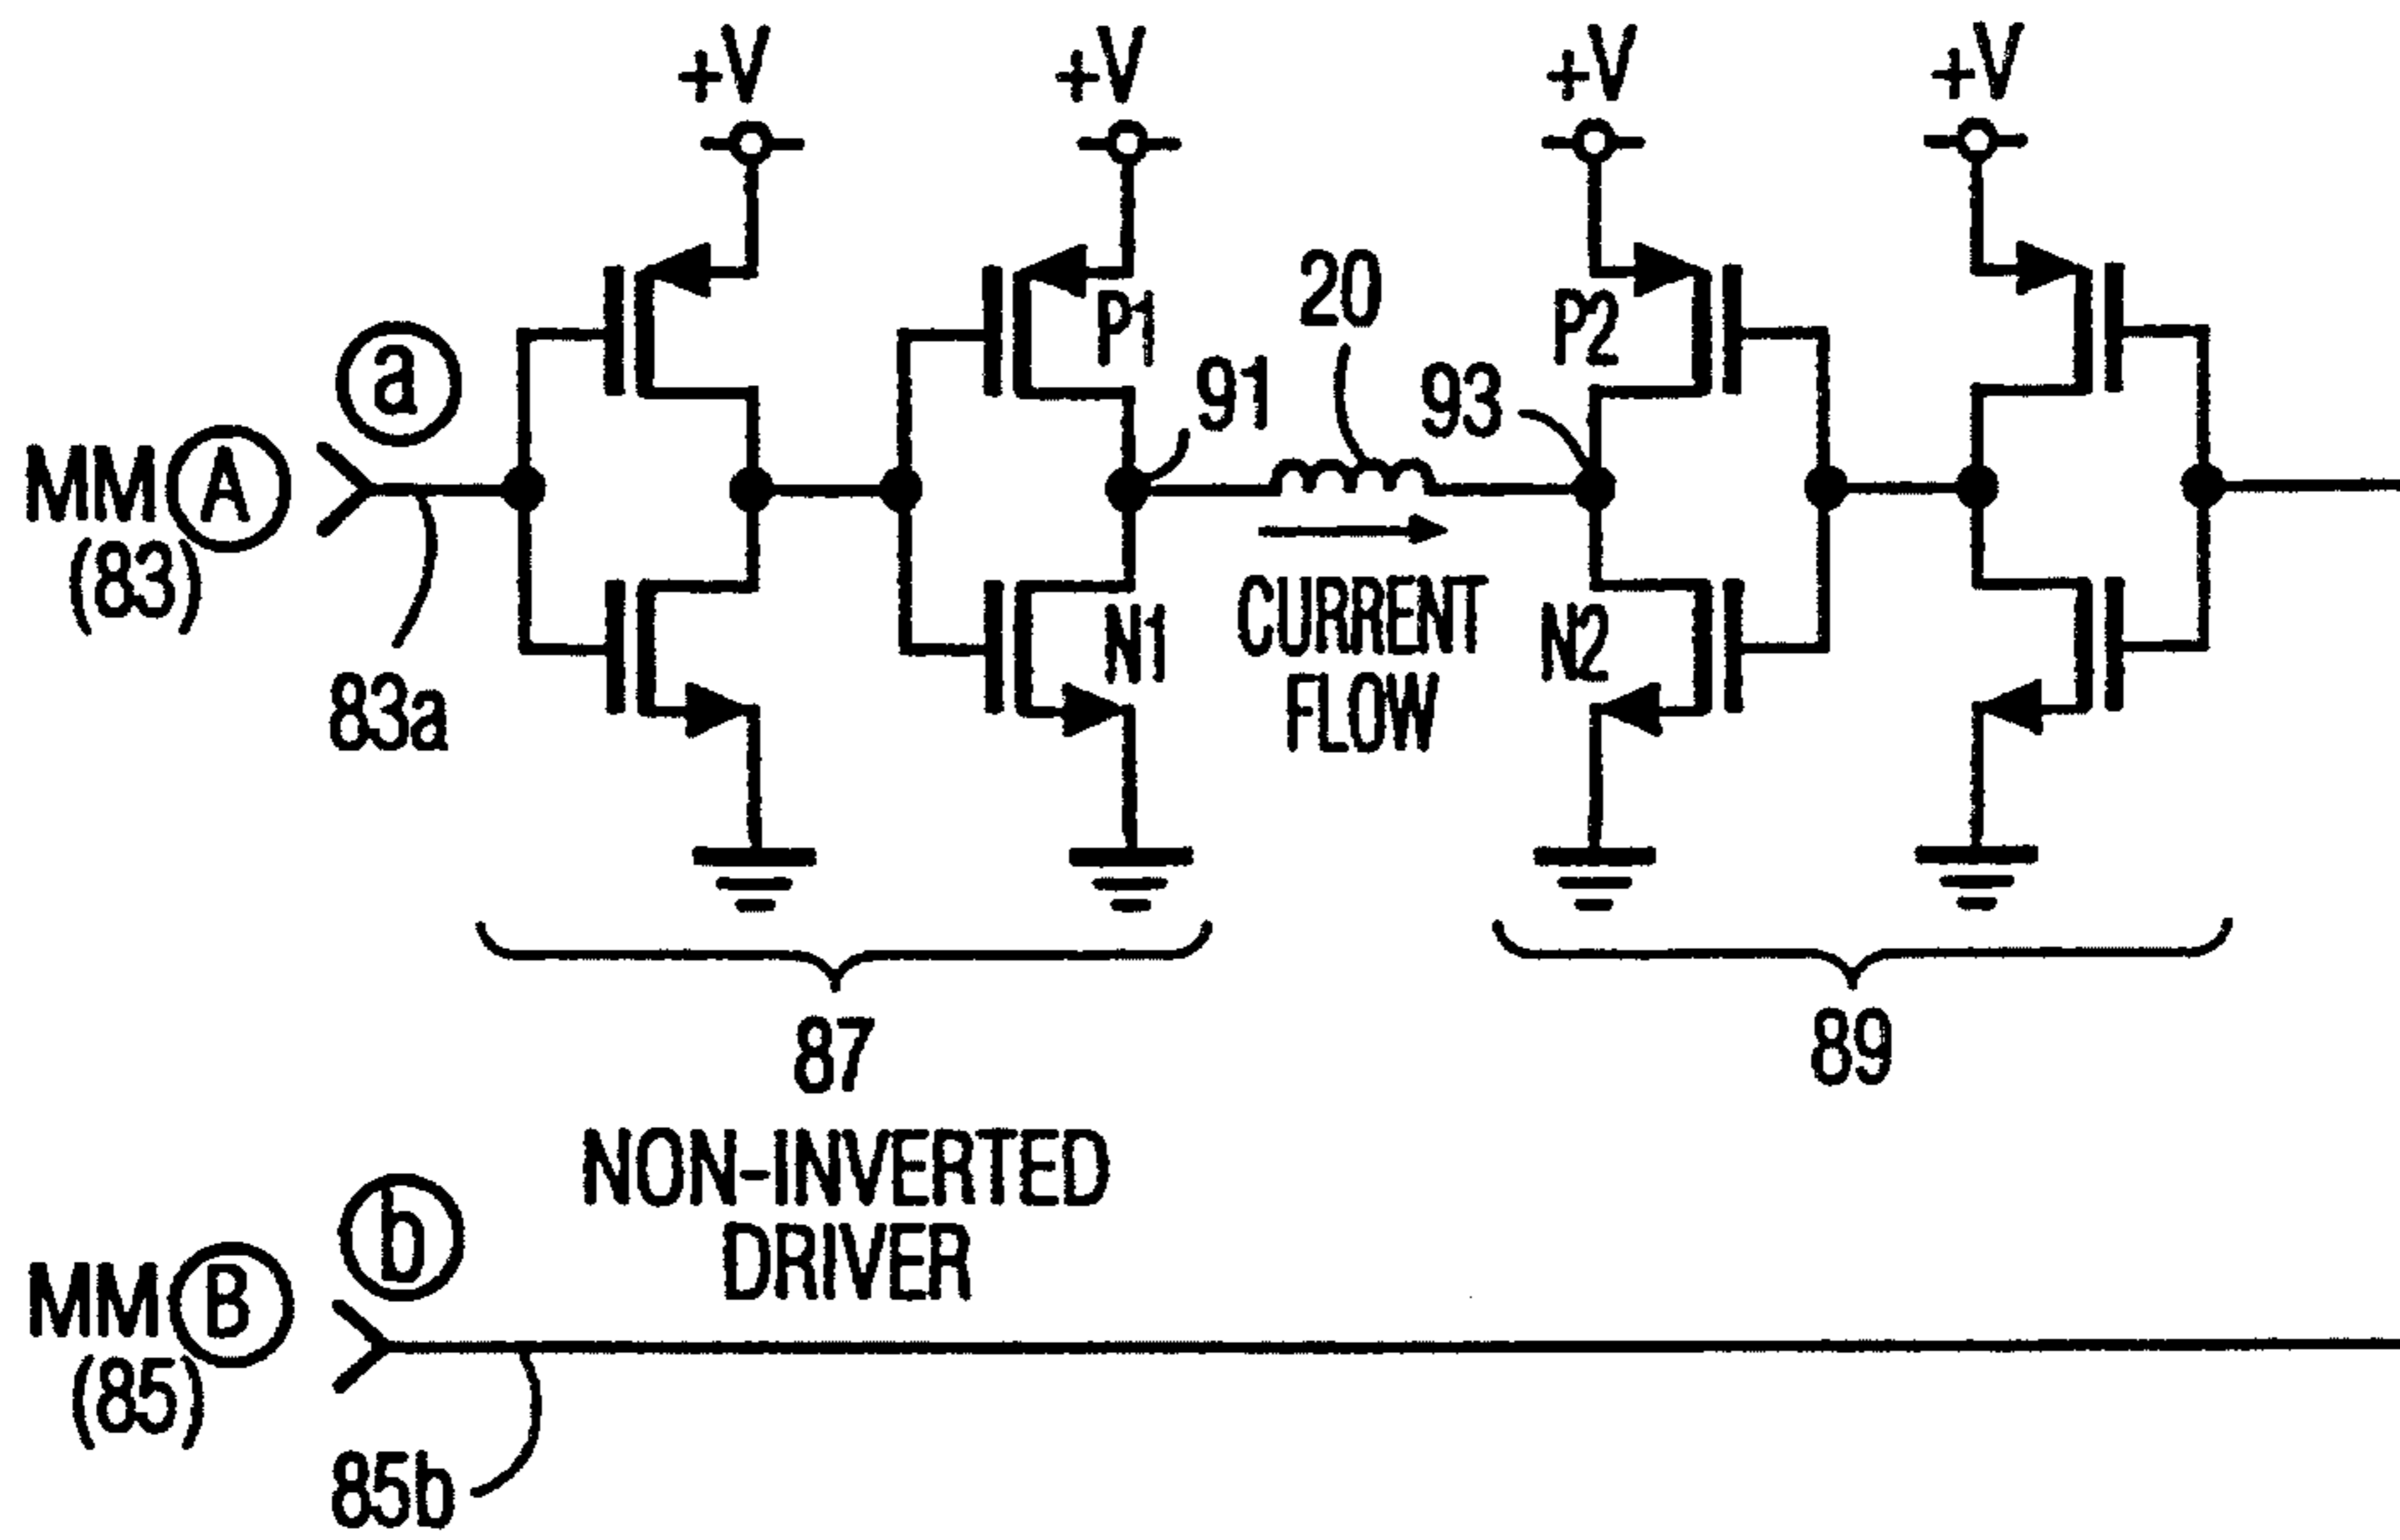 +V +V +V +V
P1 20 P2
a 91 93
MM A
(83)
83a
N1 CURRENT N2
FLOW
87 89
NON-INVERTED
DRIVER
b
MM B
(85)
85b